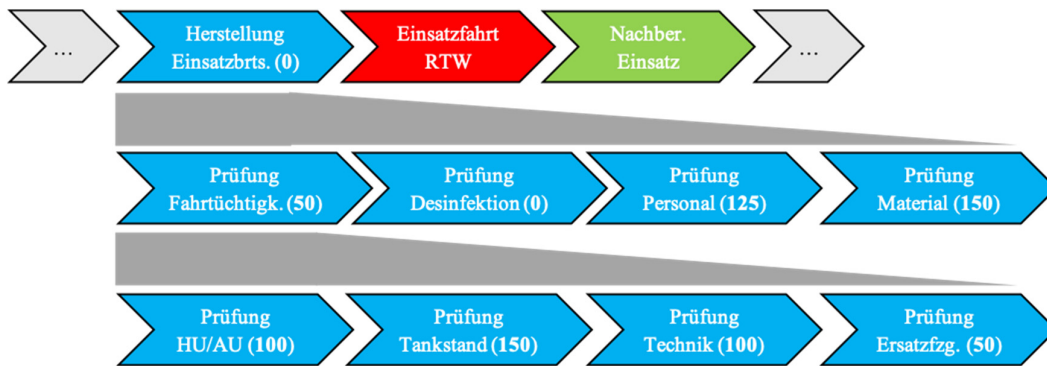 ...
Herstellung
Einsatzbrts. (0)
Einsatzfahrt
RTW
Nachber.
Einsatz
...
Prüfung
Fahrtüchtigk. (50)
Prüfung
Desinfektion (0)
Prüfung
Personal (125)
Prüfung
Material (150)
Prüfung
HU/AU (100)
Prüfung
Tankstand (150)
Prüfung
Technik (100)
Prüfung
Ersatzfzg. (50)